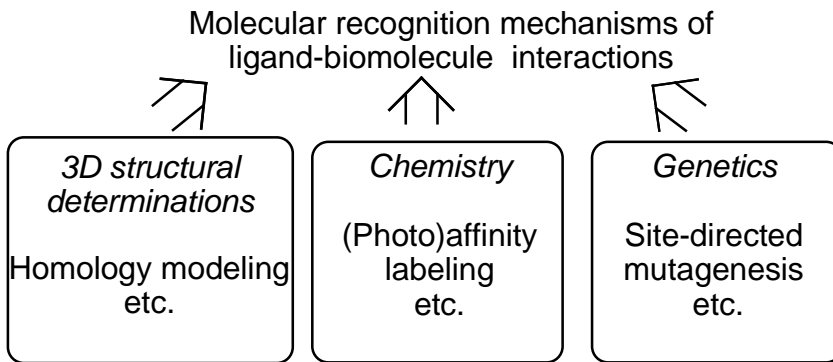 Molecular recognition mechanisms of
ligand-biomolecule interactions
3D structural
determinations
Homology modeling
etc.
Chemistry
(Photo)affinity
labeling
etc.
Genetics
Site-directed
mutagenesis
etc.